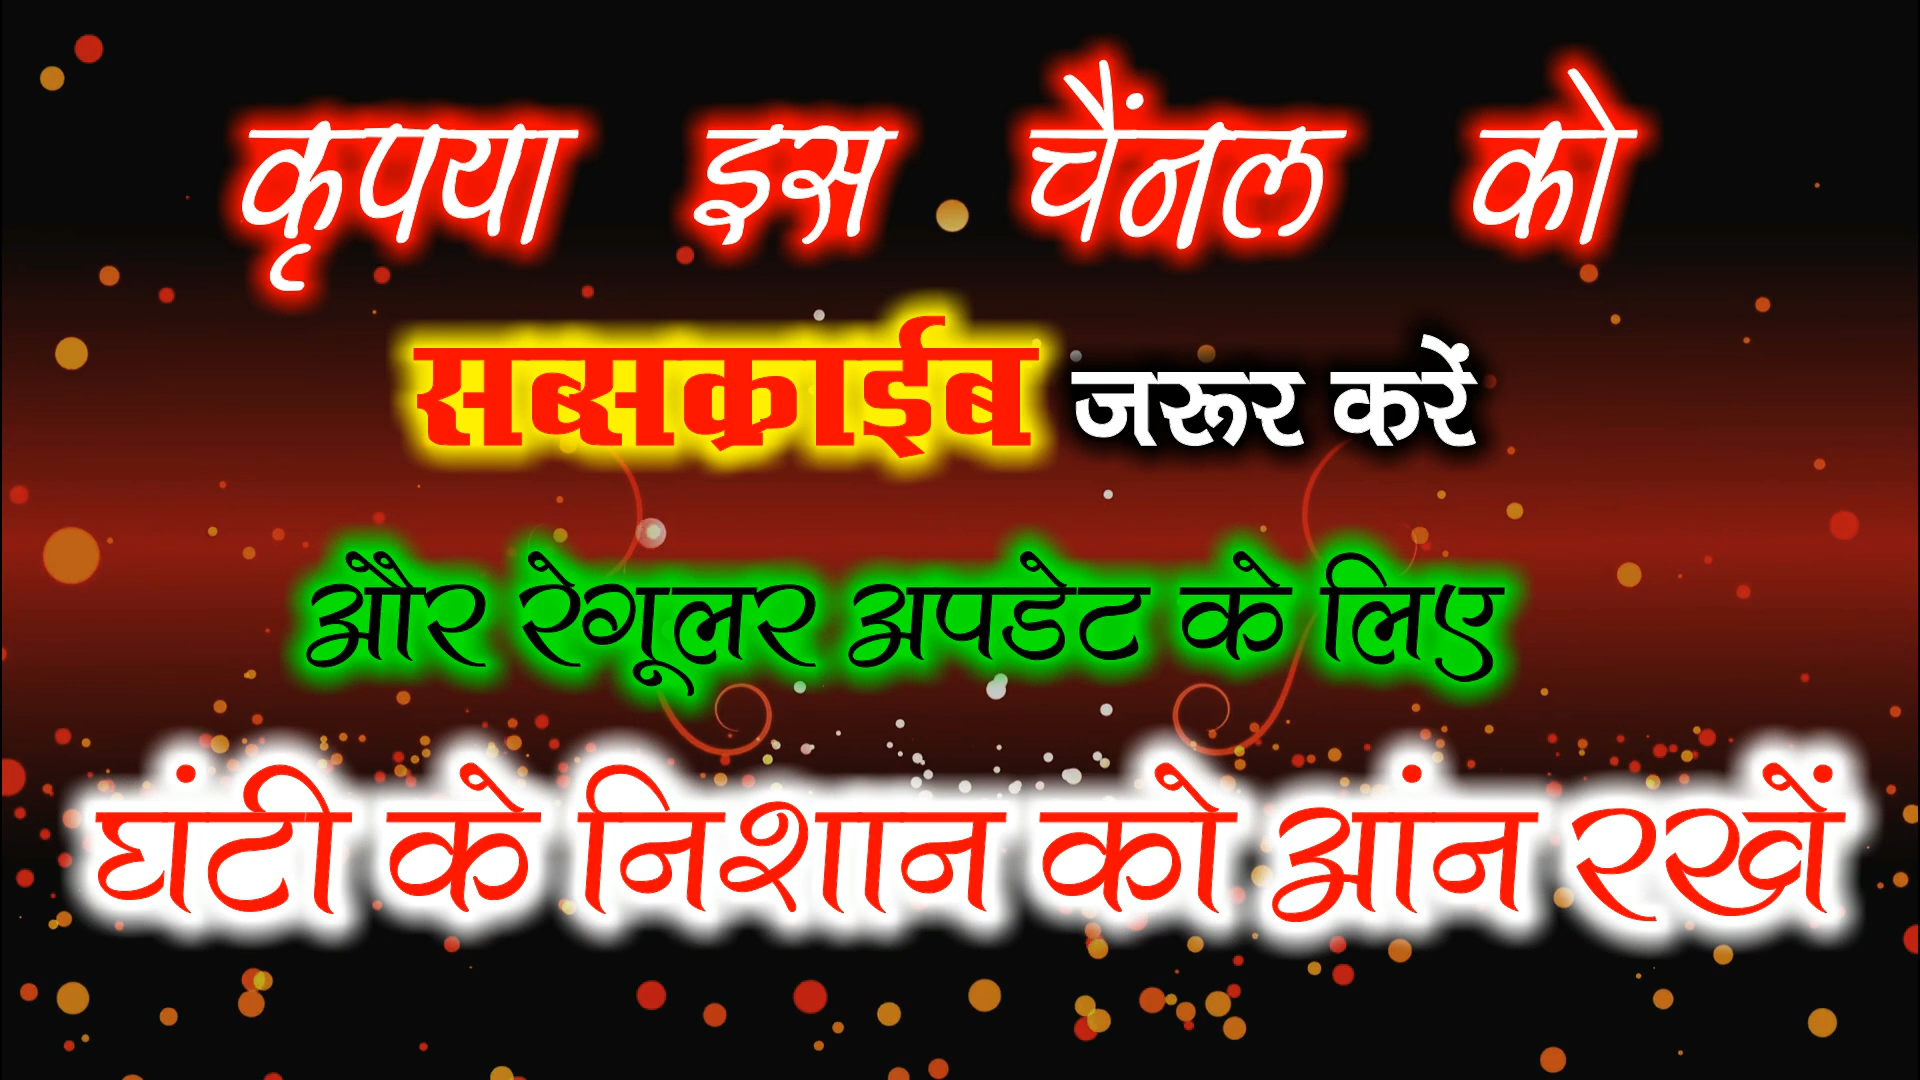 कृपया इस चैंनल को
सब्सक्राईब जरूर करें
और रेगूलर अपडेट के लिए
घंटी के निशान को आंन रखें